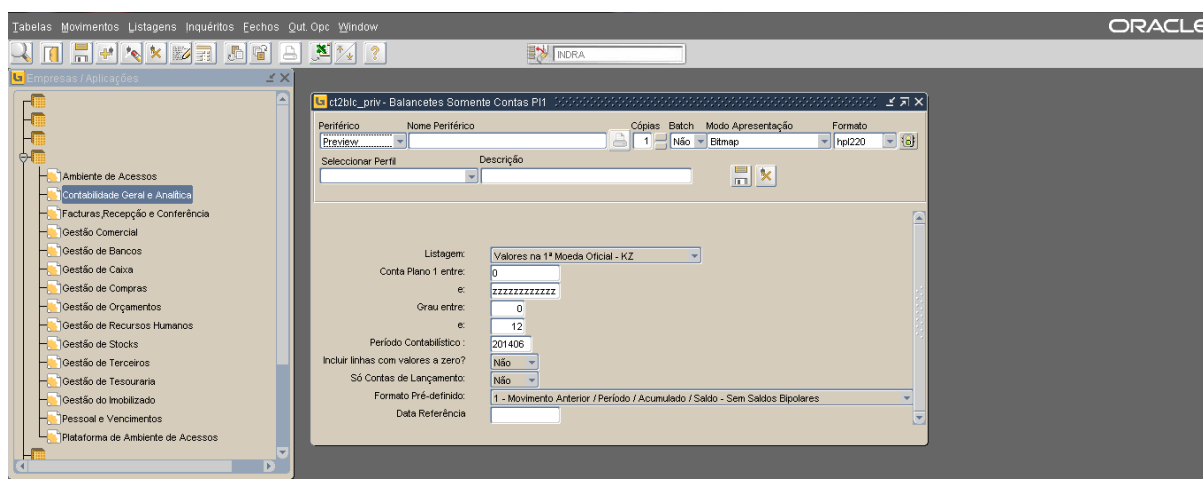 Tabelas Movimentos Listagens Inquéritos Fechos Out. Opc Window
ORACLE
INDRA
Empresas / Aplicações
Ambiente de Acessos
Contabilidade Geral e Analítica
Facturas,Recepção e Conferência
Gestão Comercial
Gestão de Bancos
Gestão de Caixa
Gestão de Compras
Gestão de Orçamentos
Gestão de Recursos Humanos
Gestão de Stocks
Gestão de Terceiros
Gestão de Tesouraria
Gestão do Imobilizado
Pessoal e Vencimentos
Plataforma de Ambiente de Acessos
ct2blc_priv - Balancetes Somente Contas Pl1
Periférico Nome Periférico Cópias Batch Modo Apresentação Formato
Preview 1 Não Bitmap hpl220
Seleccionar Perfil Descrição
Listagem: Valores na 1ª Moeda Oficial - KZ
Conta Plano 1 entre: 0
e: zzzzzzzzzzzz
Grau entre: 0
e: 12
Período Contabilístico : 201406
Incluir linhas com valores a zero? Não
Só Contas de Lançamento: Não
Formato Pré-definido: 1 - Movimento Anterior / Período / Acumulado / Saldo - Sem Saldos Bipolares
Data Referência